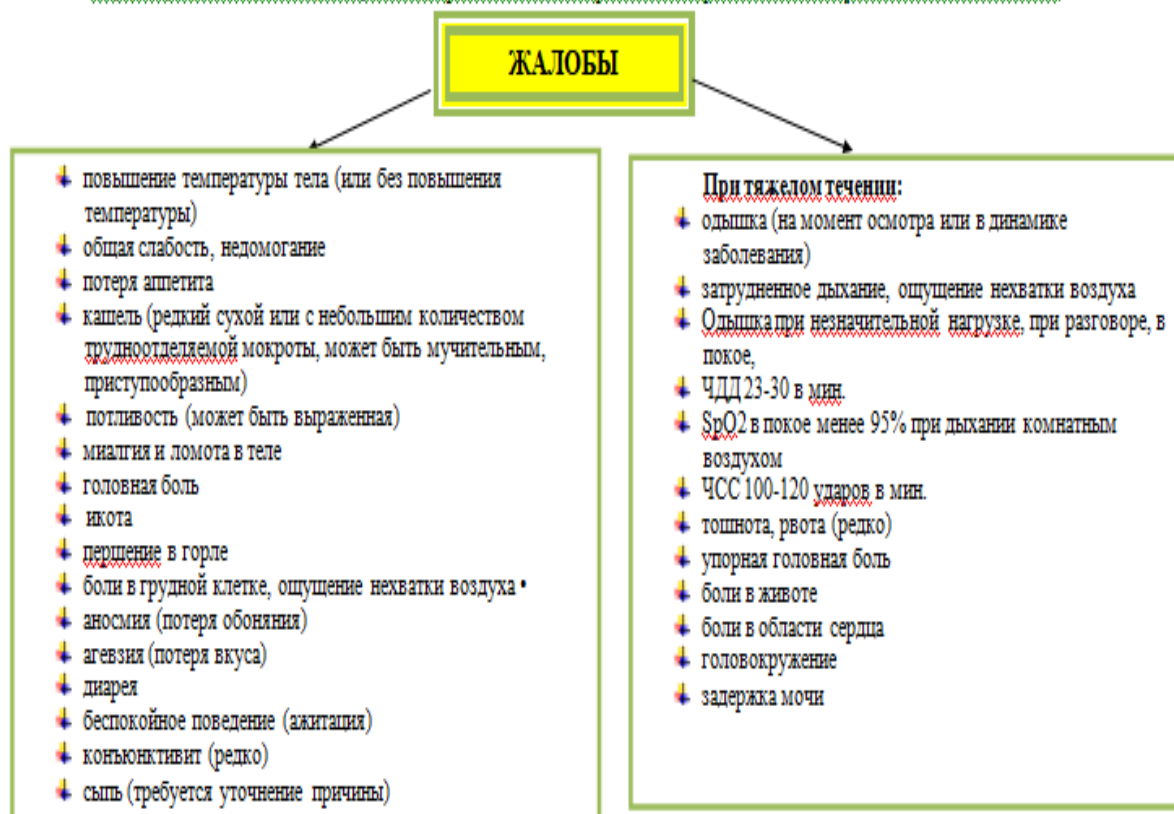 ЖАЛОБЫ
повышение температуры тела (или без повышения
температуры)
общая слабость, недомогание
потеря аппетита
кашель (редкий сухой или с небольшим количеством
трудноотделяемой мокроты, может быть мучительным,
приступообразным)
потливость (может быть выраженная)
миалгия и ломота в теле
головная боль
икота
першение в горле
боли в грудной клетке, ощущение нехватки воздуха •
аносмия (потеря обоняния)
агевзия (потеря вкуса)
диарея
беспокойное поведение (ажитация)
конъюнктивит (редко)
сыпь (требуется уточнение причины)
При тяжелом течении:
одышка (на момент осмотра или в динамике
заболевания)
затрудненное дыхание, ощущение нехватки воздуха
Одышка при незначительной нагрузке, при разговоре, в
покое,
ЧДД 23-30 в мин.
SpO2 в покое менее 95% при дыхании комнатным
воздухом
ЧСС 100-120 ударов в мин.
тошнота, рвота (редко)
упорная головная боль
боли в животе
боли в области сердца
головокружение
задержка мочи